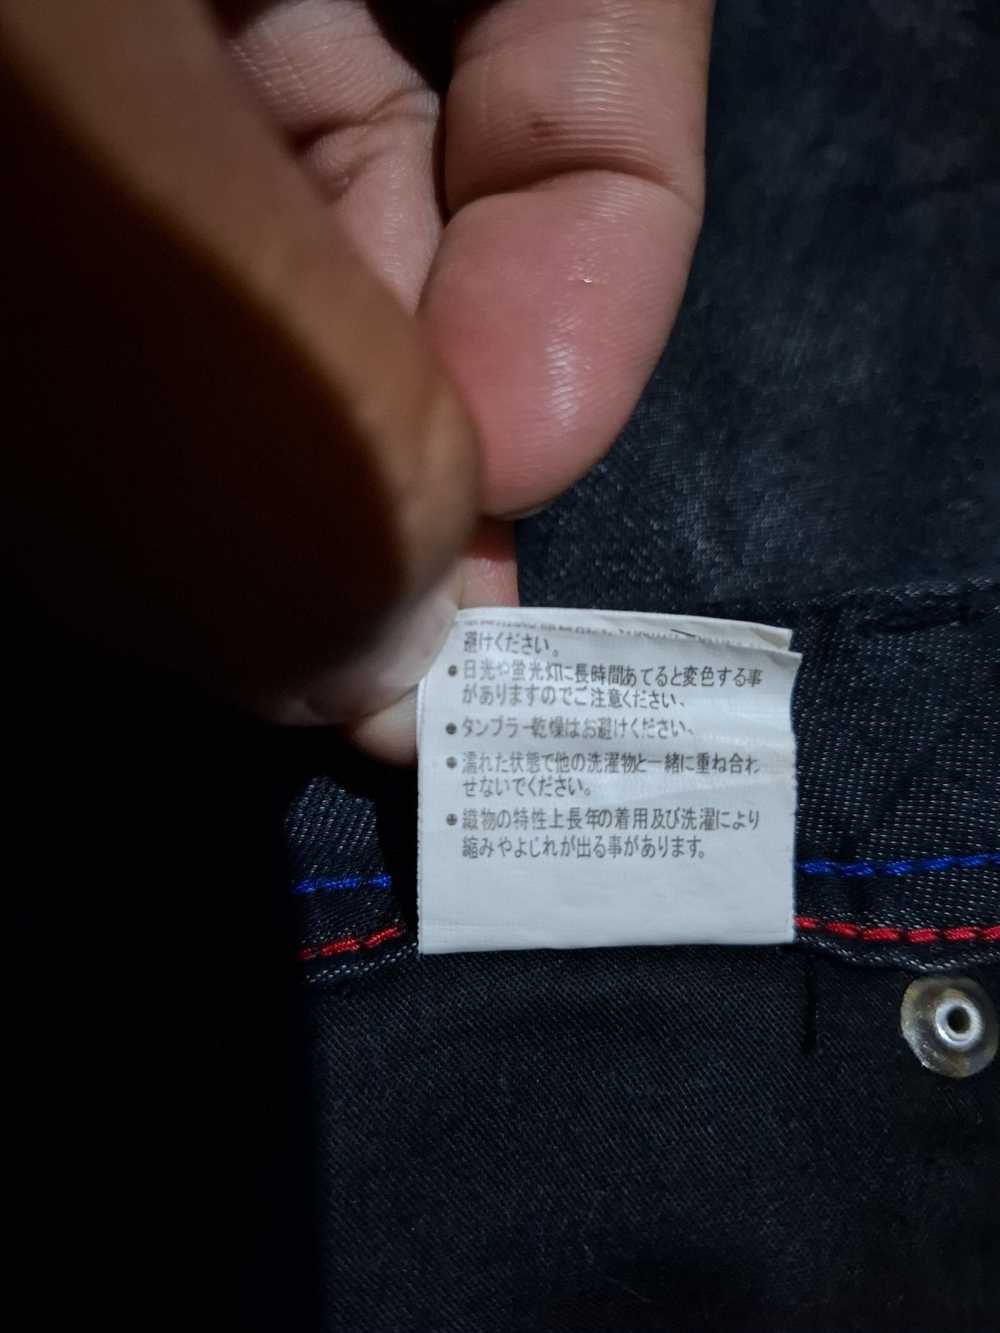 避けください。
●日光や蛍光灯に長時間あてると変色する事
がありますのでご注意ください、
●タンブラー乾燥はお避けください、
●濡れた状態で他の洗濯物と一緒に重ね合わ
せないでください。
●織物の特性上長年の着用及び洗濯により
縮みやよじれが出る事があります。